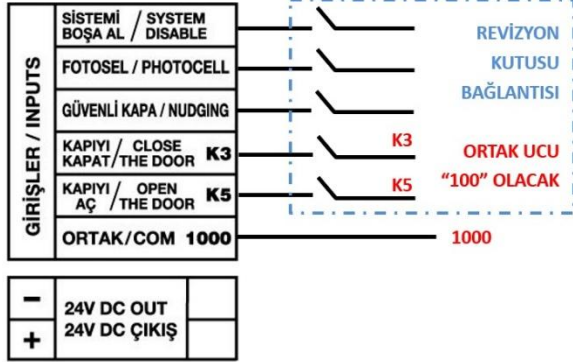 GİRİŞLER / INPUTS
SİSTEMİ / SYSTEM
BOŞA AL / DISABLE
FOTOSEL / PHOTOCELL
GÜVENLİ KAPA / NUDGING
KAPIYI / CLOSE
KAPAT / THE DOOR K3
KAPIYI / OPEN
AÇ / THE DOOR K5
ORTAK/COM 1000
REVİZYON
KUTUSU
BAĞLANTISI
K3
ORTAK UCU
K5
“100” OLACAK
1000
− 24V DC OUT
+ 24V DC ÇIKIŞ